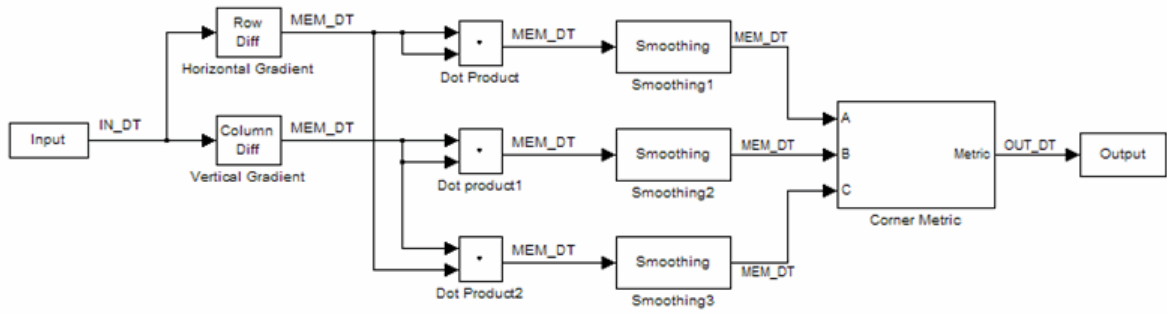 Row
Diff
MEM_DT
Horizontal Gradient
MEM_DT
Dot Product
Smoothing
Smoothing1
MEM_DT
Input
IN_DT
Column
Diff
MEM_DT
Vertical Gradient
MEM_DT
Dot product1
Smoothing
Smoothing2
MEM_DT
A
B
C
Metric
Corner Metric
OUT_DT
Output
MEM_DT
Dot Product2
Smoothing
Smoothing3
MEM_DT